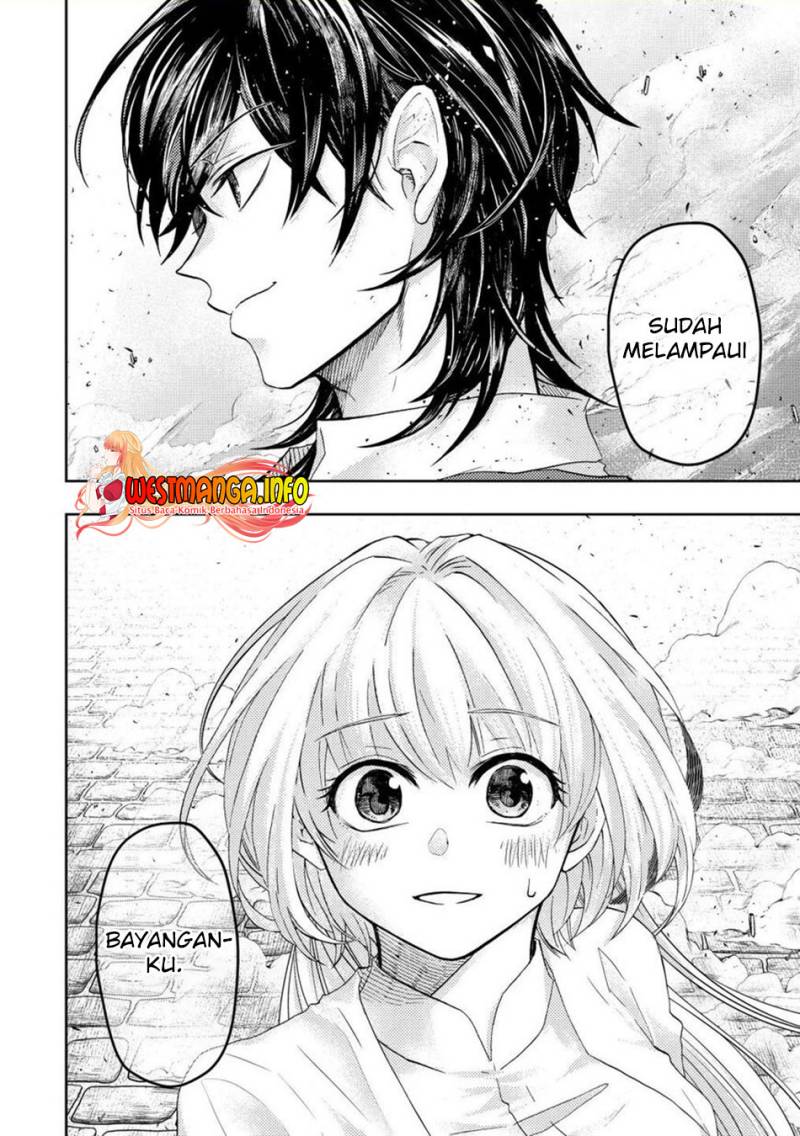 SUDAH
MELAMPAUI
WESTMANGA.INFO
Situs Baca Komik Berbahasa Indonesia
BAYANGAN-
KU.